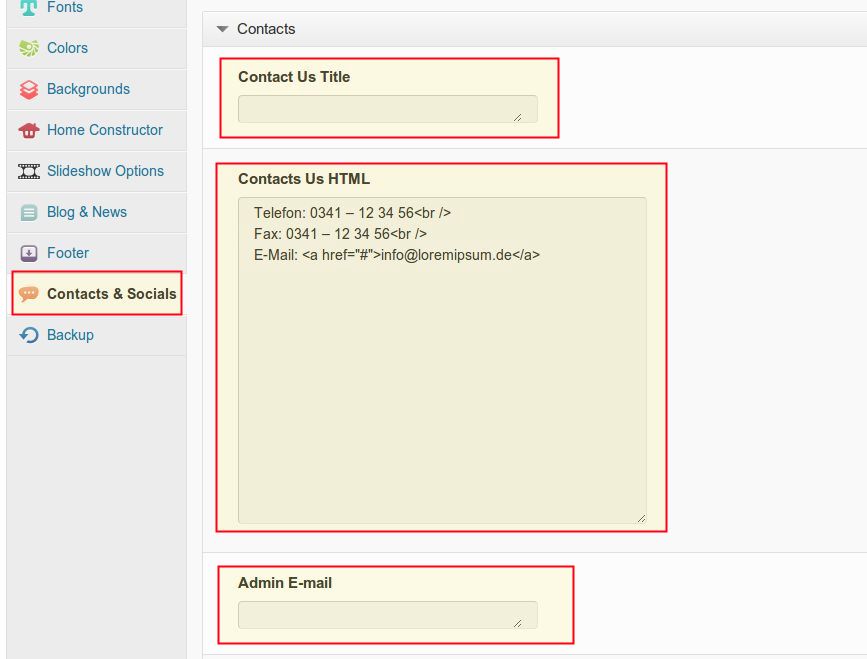 Fonts
Colors
Backgrounds
Home Constructor
Slideshow Options
Blog & News
Footer
Contacts & Socials
Backup
Contacts
Contact Us Title
Contacts Us HTML
Telefon: 0341 – 12 34 56<br />
Fax: 0341 – 12 34 56<br />
E-Mail: <a href="#">info@loremipsum.de</a>
Admin E-mail